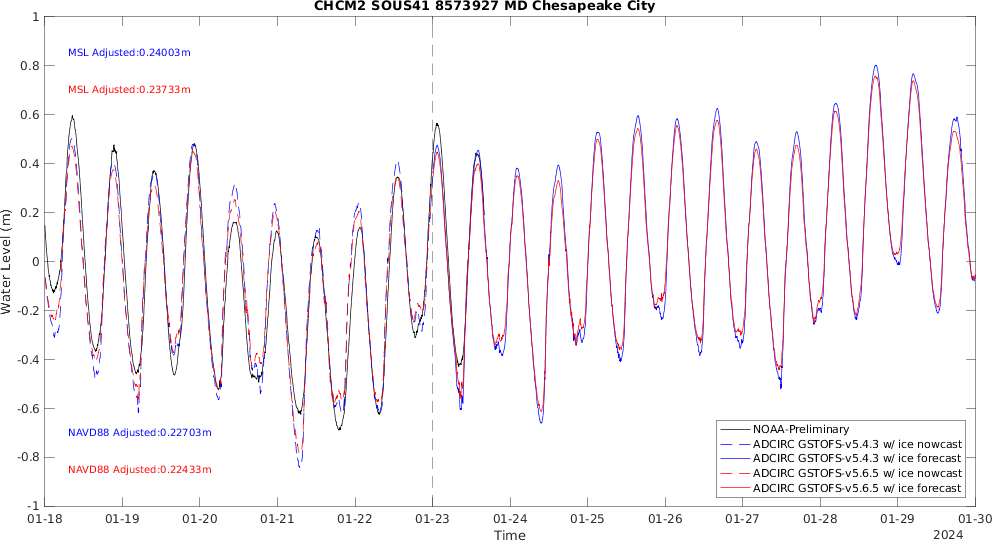 CHCM2 SOUS41 8573927 MD Chesapeake City
1
0.8
0.6
0.4
0.2
0
-0.2
-0.4
-0.6
-0.8
-1
Water Level (m)
MSL Adjusted:0.24003m
MSL Adjusted:0.23733m
NAVD88 Adjusted:0.22703m
NAVD88 Adjusted:0.22433m
NOAA-Preliminary
ADCIRC GSTOFS-v5.4.3 w/ ice nowcast
ADCIRC GSTOFS-v5.4.3 w/ ice forecast
ADCIRC GSTOFS-v5.6.5 w/ ice nowcast
ADCIRC GSTOFS-v5.6.5 w/ ice forecast
01-18 01-19 01-20 01-21 01-22 01-23 01-24 01-25 01-26 01-27 01-28 01-29 01-30
Time
2024